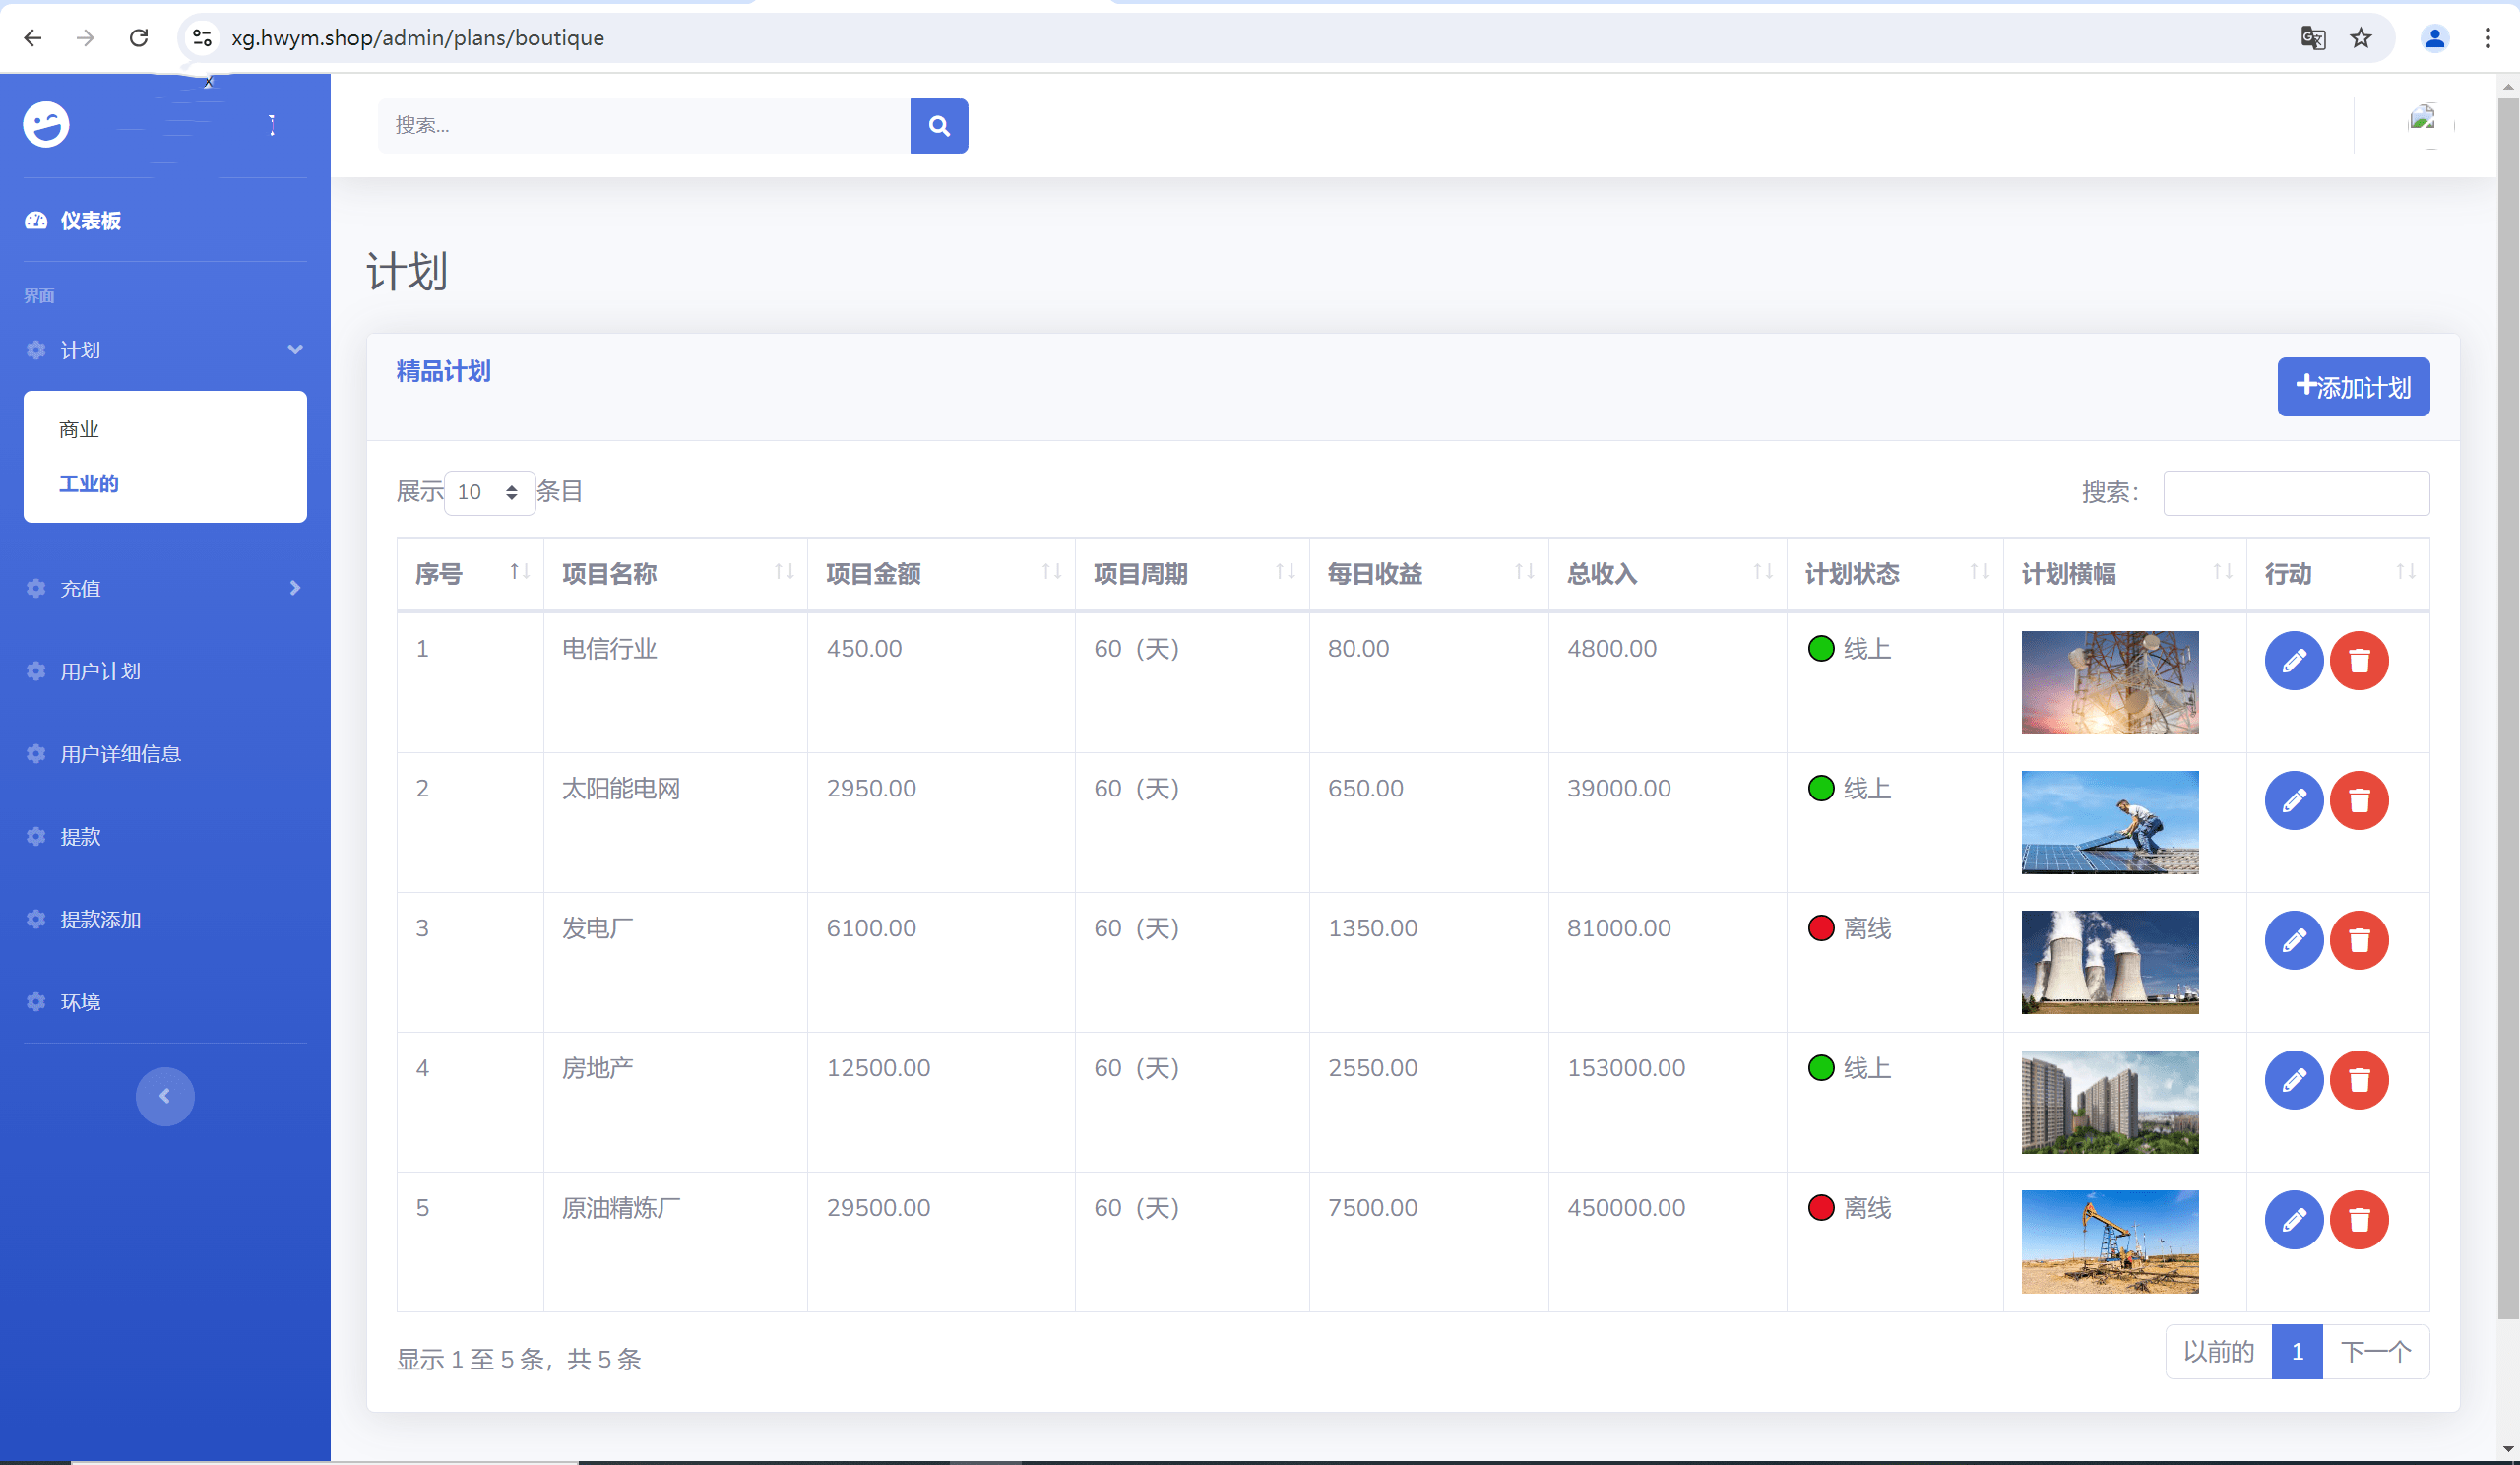 xg.hwym.shop/admin/plans/boutique
搜索...
仪表板
界面
计划
商业
工业的
充值
用户计划
用户详细信息
提款
提款添加
环境
计划
精品计划
添加计划
展示 10 条目
搜索：
序号 项目名称 项目金额 项目周期 每日收益 总收入 计划状态 计划横幅 行动
1 电信行业 450.00 60（天） 80.00 4800.00 线上
2 太阳能电网 2950.00 60（天） 650.00 39000.00 线上
3 发电厂 6100.00 60（天） 1350.00 81000.00 离线
4 房地产 12500.00 60（天） 2550.00 153000.00 线上
5 原油精炼厂 29500.00 60（天） 7500.00 450000.00 离线
显示 1 至 5 条，共 5 条
以前的 1 下一个